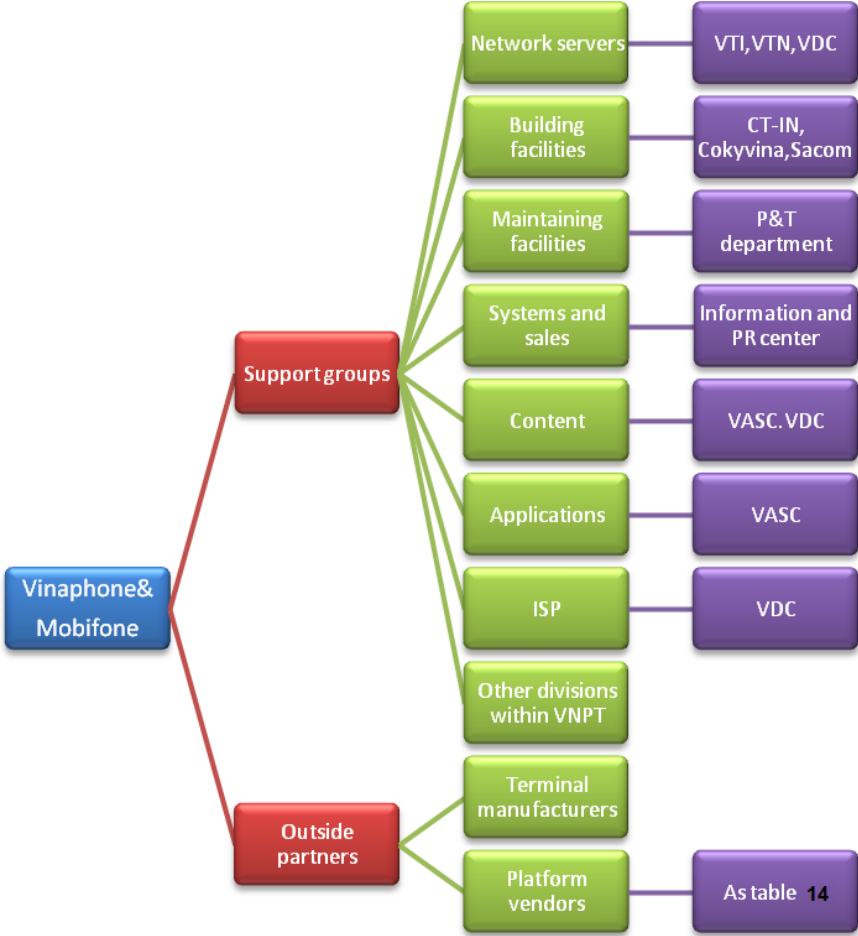 Network servers
VTI,VTN,VDC
Building
facilities
CT-IN,
Cokyvina,Sacom
Maintaining
facilities
P&T
department
Systems and
sales
Information and
PR center
Support groups
Content
VASC. VDC
Applications
VASC
Vinaphone&
Mobifone
ISP
VDC
Other divisions
within VNPT
Outside
partners
Terminal
manufacturers
Platform
vendors
As table 14